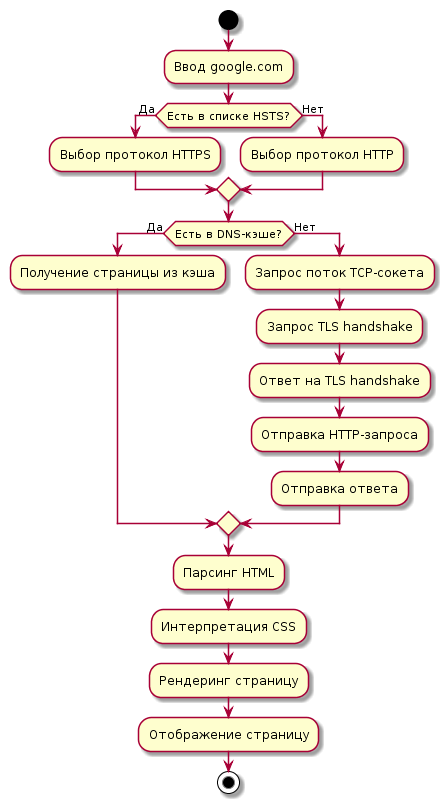 Ввод google.com
Да
Есть в списке HSTS?
Нет
Выбор протокол HTTPS
Выбор протокол HTTP
Да
Есть в DNS-кэше?
Нет
Получение страницы из кэша
Запрос поток TCP-сокета
Запрос TLS handshake
Ответ на TLS handshake
Отправка HTTP-запроса
Отправка ответа
Парсинг HTML
Интерпретация CSS
Рендеринг страницу
Отображение страницу